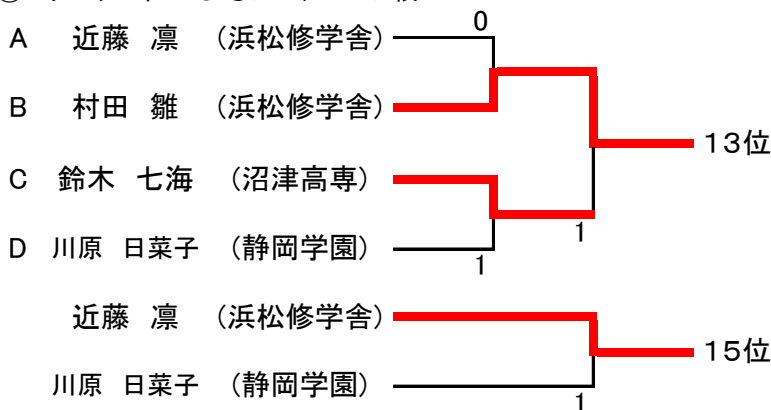 0
A 近藤 凛 (浜松修学舎)
B 村田 雛 (浜松修学舎)
13位
C 鈴木 七海 (沼津高専)
1
D 川原 日菜子 (静岡学園)
1
近藤 凛 (浜松修学舎)
15位
川原 日菜子 (静岡学園)
1